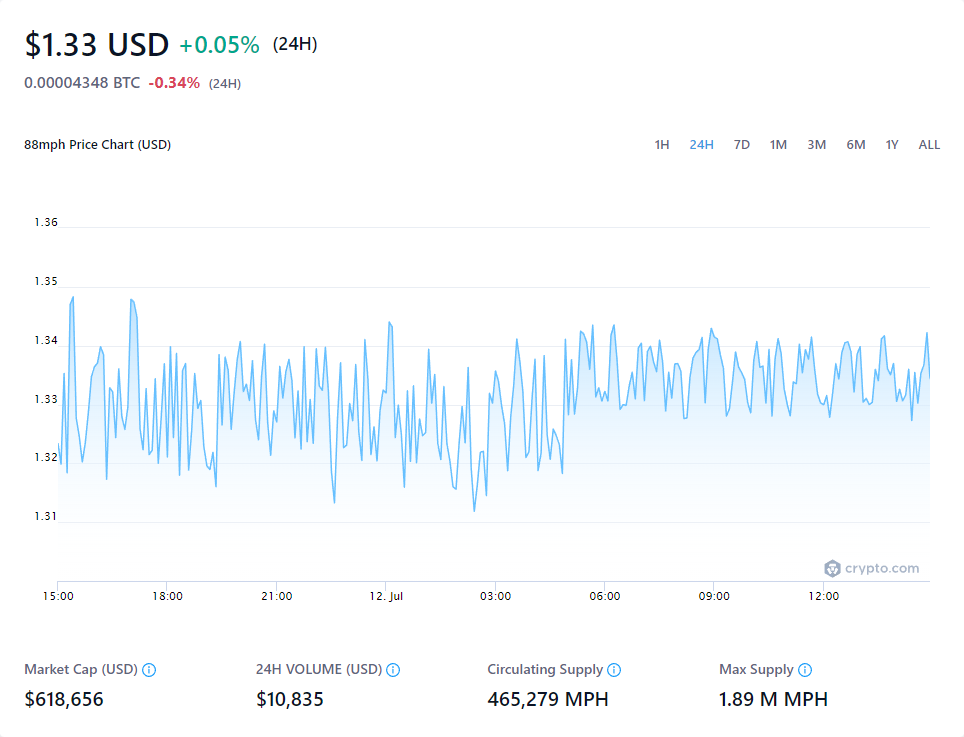 $1.33 USD +0.05% (24H)
0.00004348 BTC -0.34% (24H)
88mph Price Chart (USD) 1H 24H 7D 1M 3M 6M 1Y ALL
1.36
1.35
1.34
1.33
1.32
1.31
crypto.com
15:00 18:00 21:00 12. Jul 03:00 06:00 09:00 12:00
Market Cap (USD) 24H VOLUME (USD) Circulating Supply Max Supply
$618,656 $10,835 465,279 MPH 1.89 M MPH